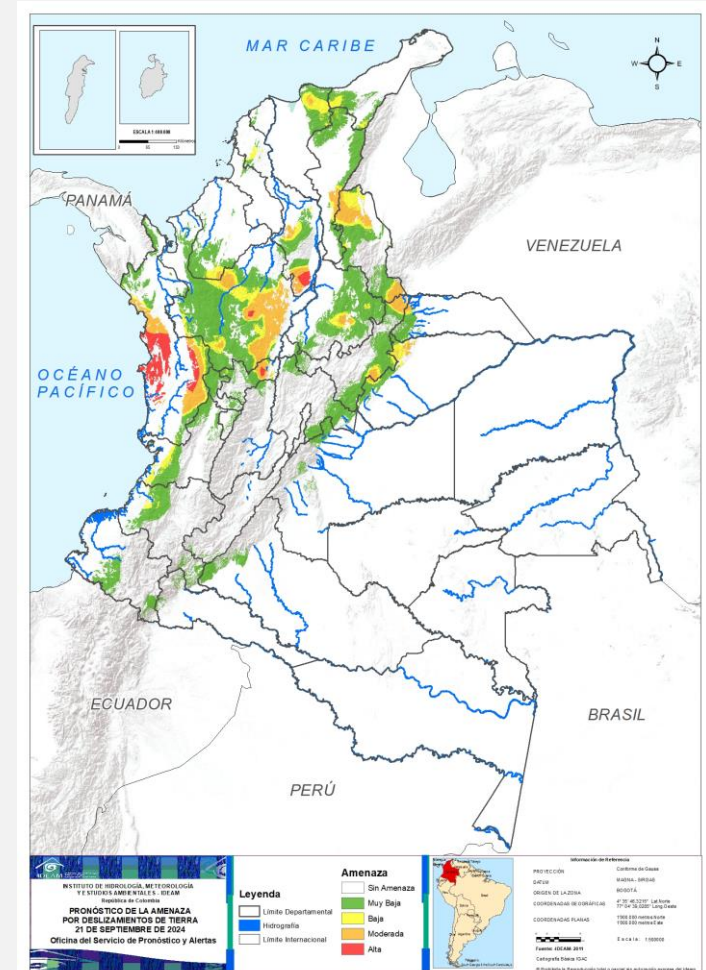 MAR CARIBE
N
W
E
S
PANAMÁ
VENEZUELA
OCÉANO
PACÍFICO
ECUADOR
BRASIL
PERÚ
IDEAM
INSTITUTO DE HIDROLOGÍA, METEOROLOGÍA
Y ESTUDIOS AMBIENTALES - IDEAM
República de Colombia
PRONÓSTICO DE LA AMENAZA
POR DESLIZAMIENTOS DE TIERRA
21 DE SEPTIEMBRE DE 2024
Oficina del Servicio de Pronóstico y Alertas
Leyenda
Límite Departamental
Hidrografía
Límite Internacional
Amenaza
Sin Amenaza
Muy Baja
Baja
Moderada
Alta
Información de Referencia
PROYECCIÓN
Conforme de Gauss
DATUM
ORIGEN DE LA ZONA
BOGOTÁ
COORDENADAS GEOGRÁFICAS
COORDENADAS PLANAS
Escala:
Fuente: IDEAM
Cartografía Básica IGAC